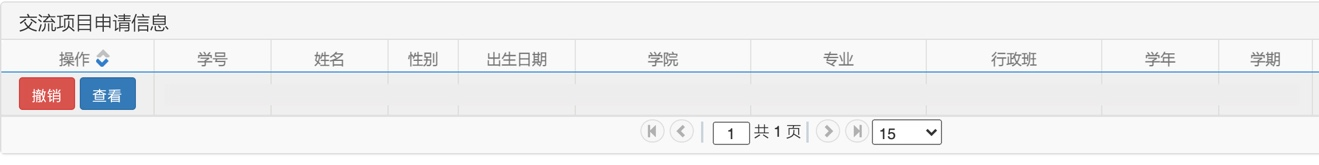 交流项目申请信息
操作 学号 姓名 性别 出生日期 学院 专业 行政班 学年 学期
撤销 查看
1 共 1 页 15